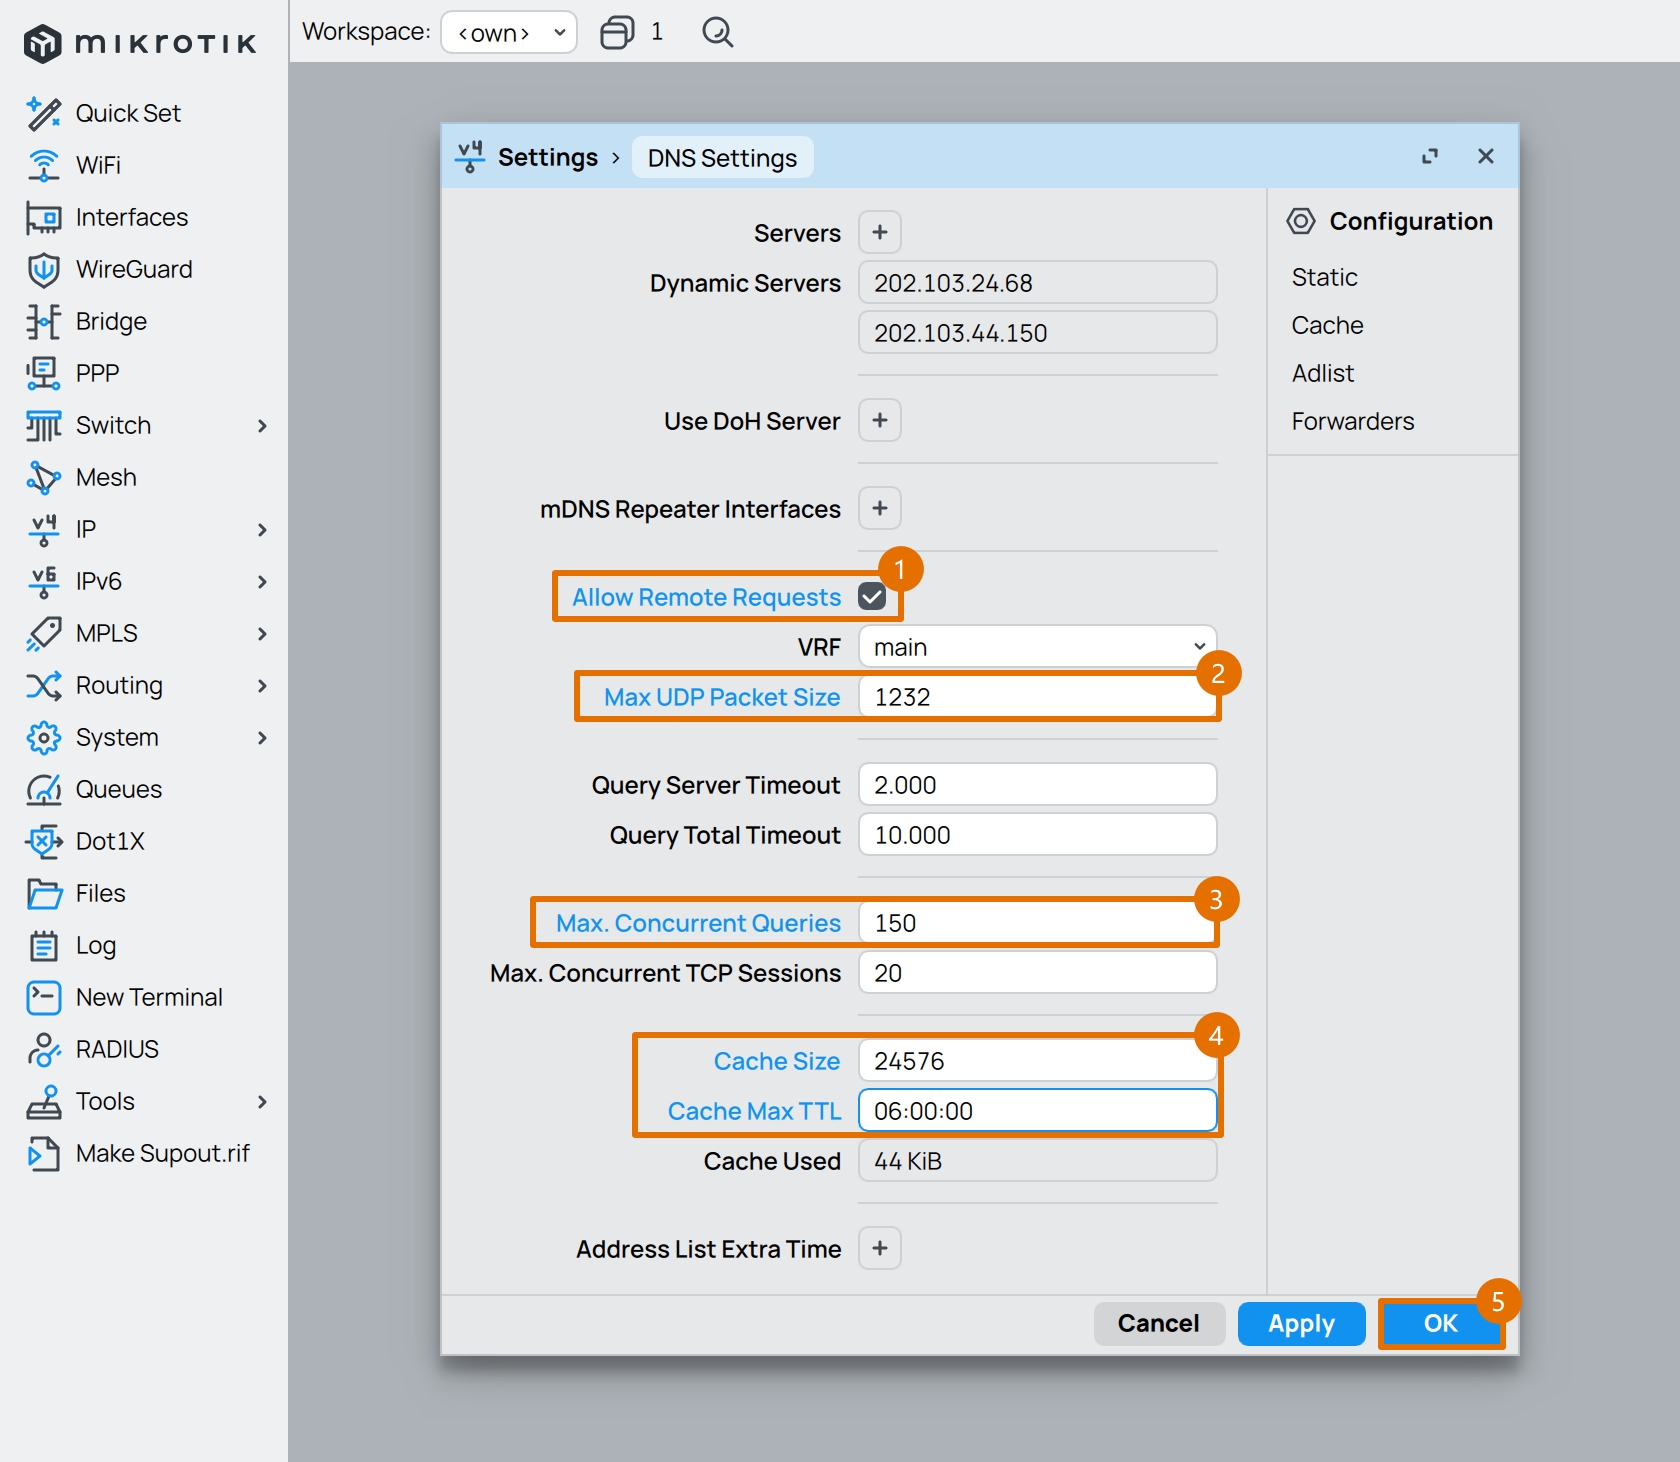 mikrotik
Workspace: <own> 1
Quick Set
WiFi
Interfaces
WireGuard
Bridge
PPP
Switch
Mesh
IP
IPv6
MPLS
Routing
System
Queues
Dot1X
Files
Log
New Terminal
RADIUS
Tools
Make Supout.rif
Settings > DNS Settings
Servers +
Dynamic Servers 202.103.24.68
202.103.44.150
Use DoH Server +
mDNS Repeater Interfaces +
1
Allow Remote Requests
VRF main
2
Max UDP Packet Size 1232
Query Server Timeout 2.000
Query Total Timeout 10.000
3
Max. Concurrent Queries 150
Max. Concurrent TCP Sessions 20
4
Cache Size 24576
Cache Max TTL 06:00:00
Cache Used 44 KiB
Address List Extra Time +
Configuration
Static
Cache
Adlist
Forwarders
5
Cancel Apply OK